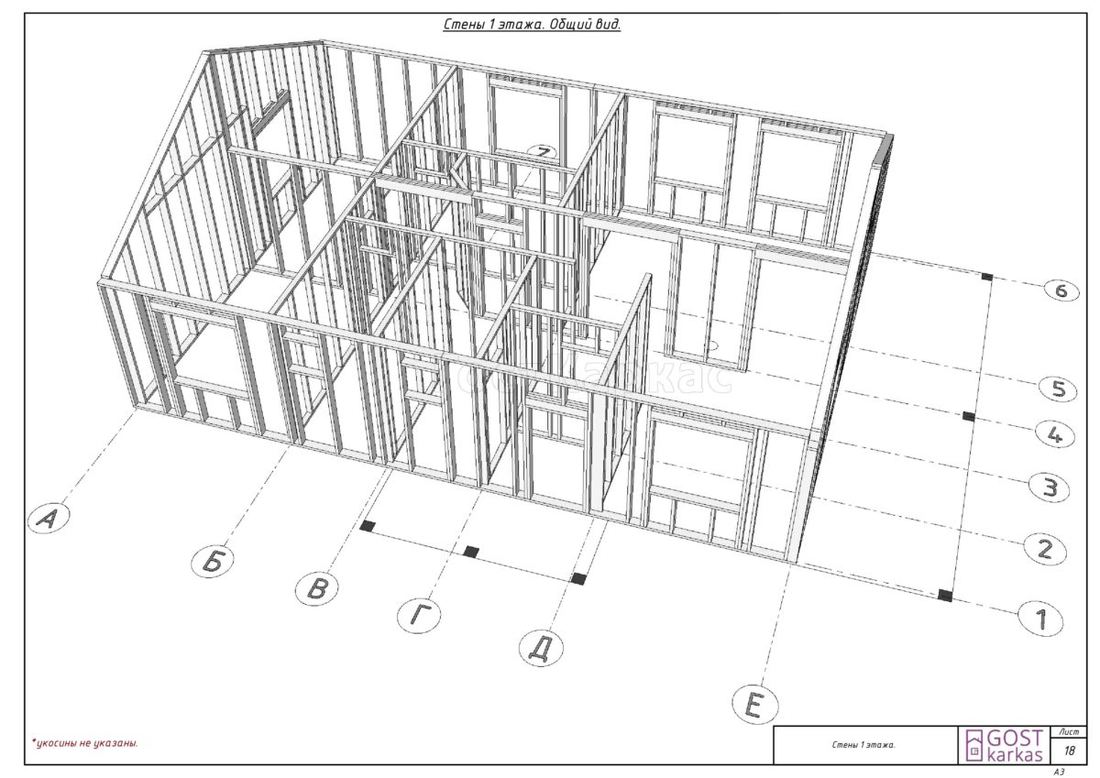 Стены 1 этажа. Общий вид.
7
6
5
4
3
2
1
А
Б
В
Г
Д
Е
*укосины не указаны.
Стены 1 этажа.
GOST
karkas
Лист
18
А3